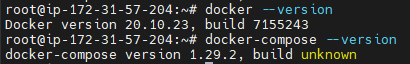 root@ip-172-31-57-204:~# docker --version
Docker version 20.10.23, build 7155243
root@ip-172-31-57-204:~# docker-compose --version
docker-compose version 1.29.2, build unknown